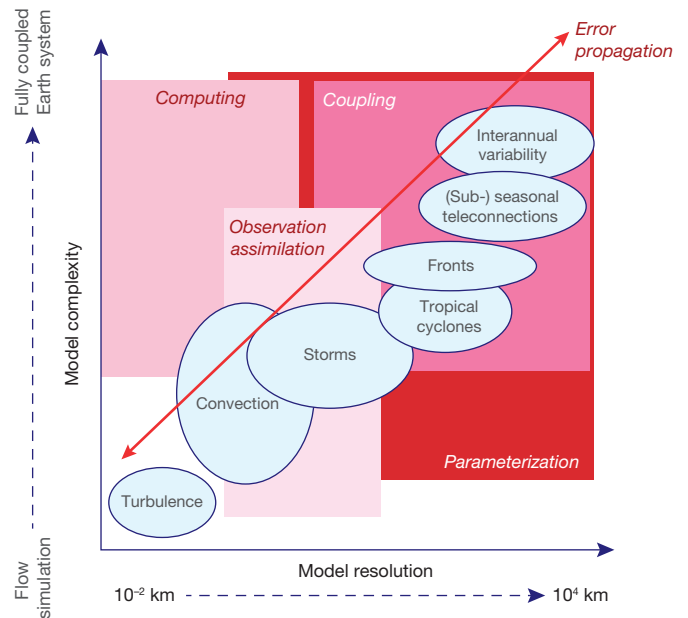 Fully coupled
Earth system
Error
propagation
Computing
Coupling
Interannual
variability
(Sub-) seasonal
teleconnections
Observation
assimilation
Fronts
Tropical
cyclones
Model complexity
Storms
Convection
Parameterization
Turbulence
Flow
simulation
Model resolution
10⁻² km
10⁴ km